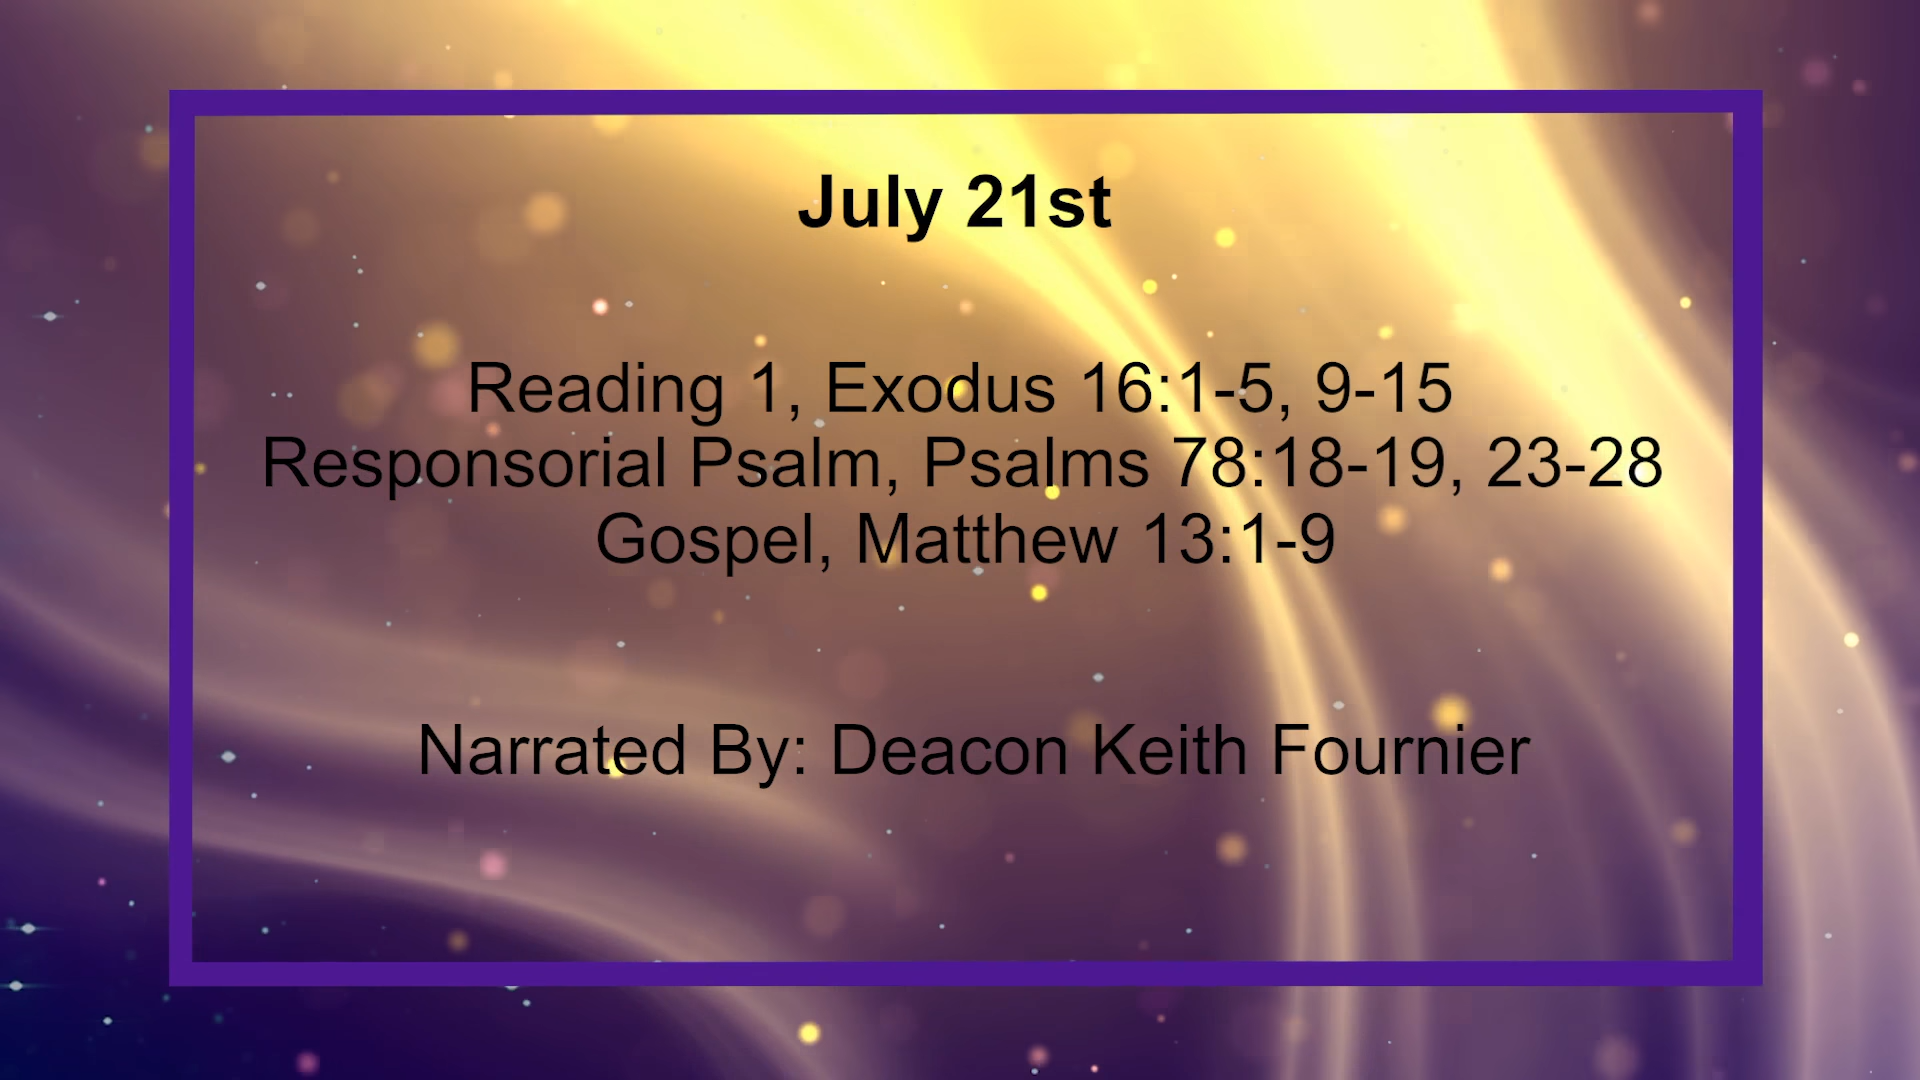 July 21st
Reading 1, Exodus 16:1-5, 9-15
Responsorial Psalm, Psalms 78:18-19, 23-28
Gospel, Matthew 13:1-9
Narrated By: Deacon Keith Fournier